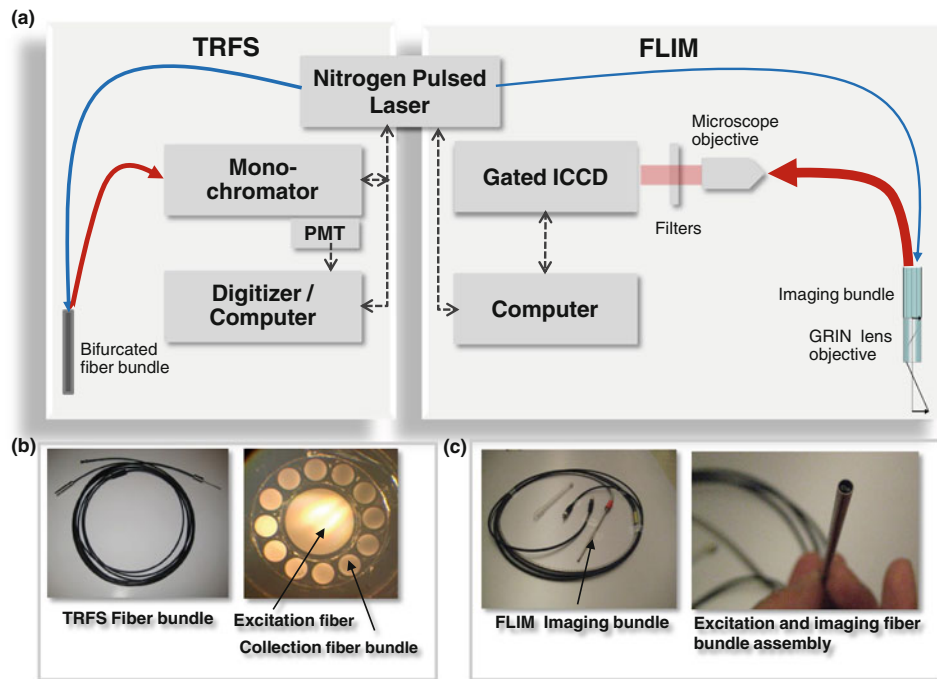 (a)
TRFS
FLIM
Nitrogen Pulsed
Laser
Mono-
chromator
PMT
Digitizer /
Computer
Bifurcated
fiber bundle
Gated ICCD
Microscope
objective
Filters
Computer
Imaging bundle
GRIN lens
objective
(b)
TRFS Fiber bundle
Excitation fiber
Collection fiber bundle
(c)
FLIM Imaging bundle
Excitation and imaging fiber
bundle assembly